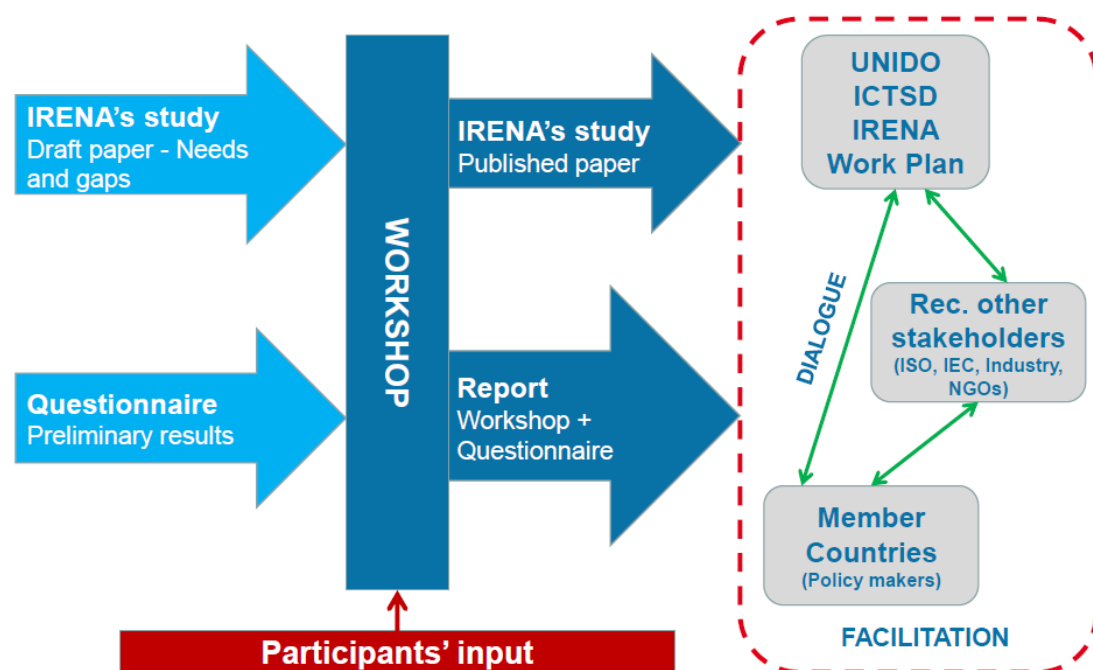 IRENA's study
Draft paper - Needs
and gaps
Questionnaire
Preliminary results
WORKSHOP
Participants' input
IRENA's study
Published paper
Report
Workshop +
Questionnaire
UNIDO
ICTSD
IRENA
Work Plan
DIALOGUE
Rec. other
stakeholders
(ISO, IEC, Industry,
NGOs)
Member
Countries
(Policy makers)
FACILITATION